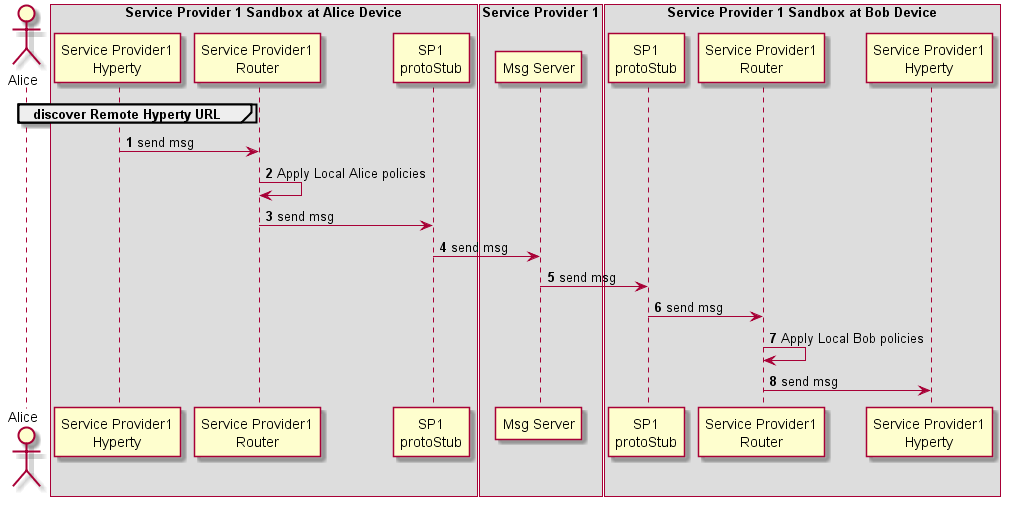 Service Provider 1 Sandbox at Alice Device
Service Provider 1
Service Provider 1 Sandbox at Bob Device
Alice
Service Provider1
Hyperty
Service Provider1
Router
SP1
protoStub
Msg Server
SP1
protoStub
Service Provider1
Router
Service Provider1
Hyperty
discover Remote Hyperty URL
1 send msg
2 Apply Local Alice policies
3 send msg
4 send msg
5 send msg
6 send msg
7 Apply Local Bob policies
8 send msg
Alice
Service Provider1
Hyperty
Service Provider1
Router
SP1
protoStub
Msg Server
SP1
protoStub
Service Provider1
Router
Service Provider1
Hyperty